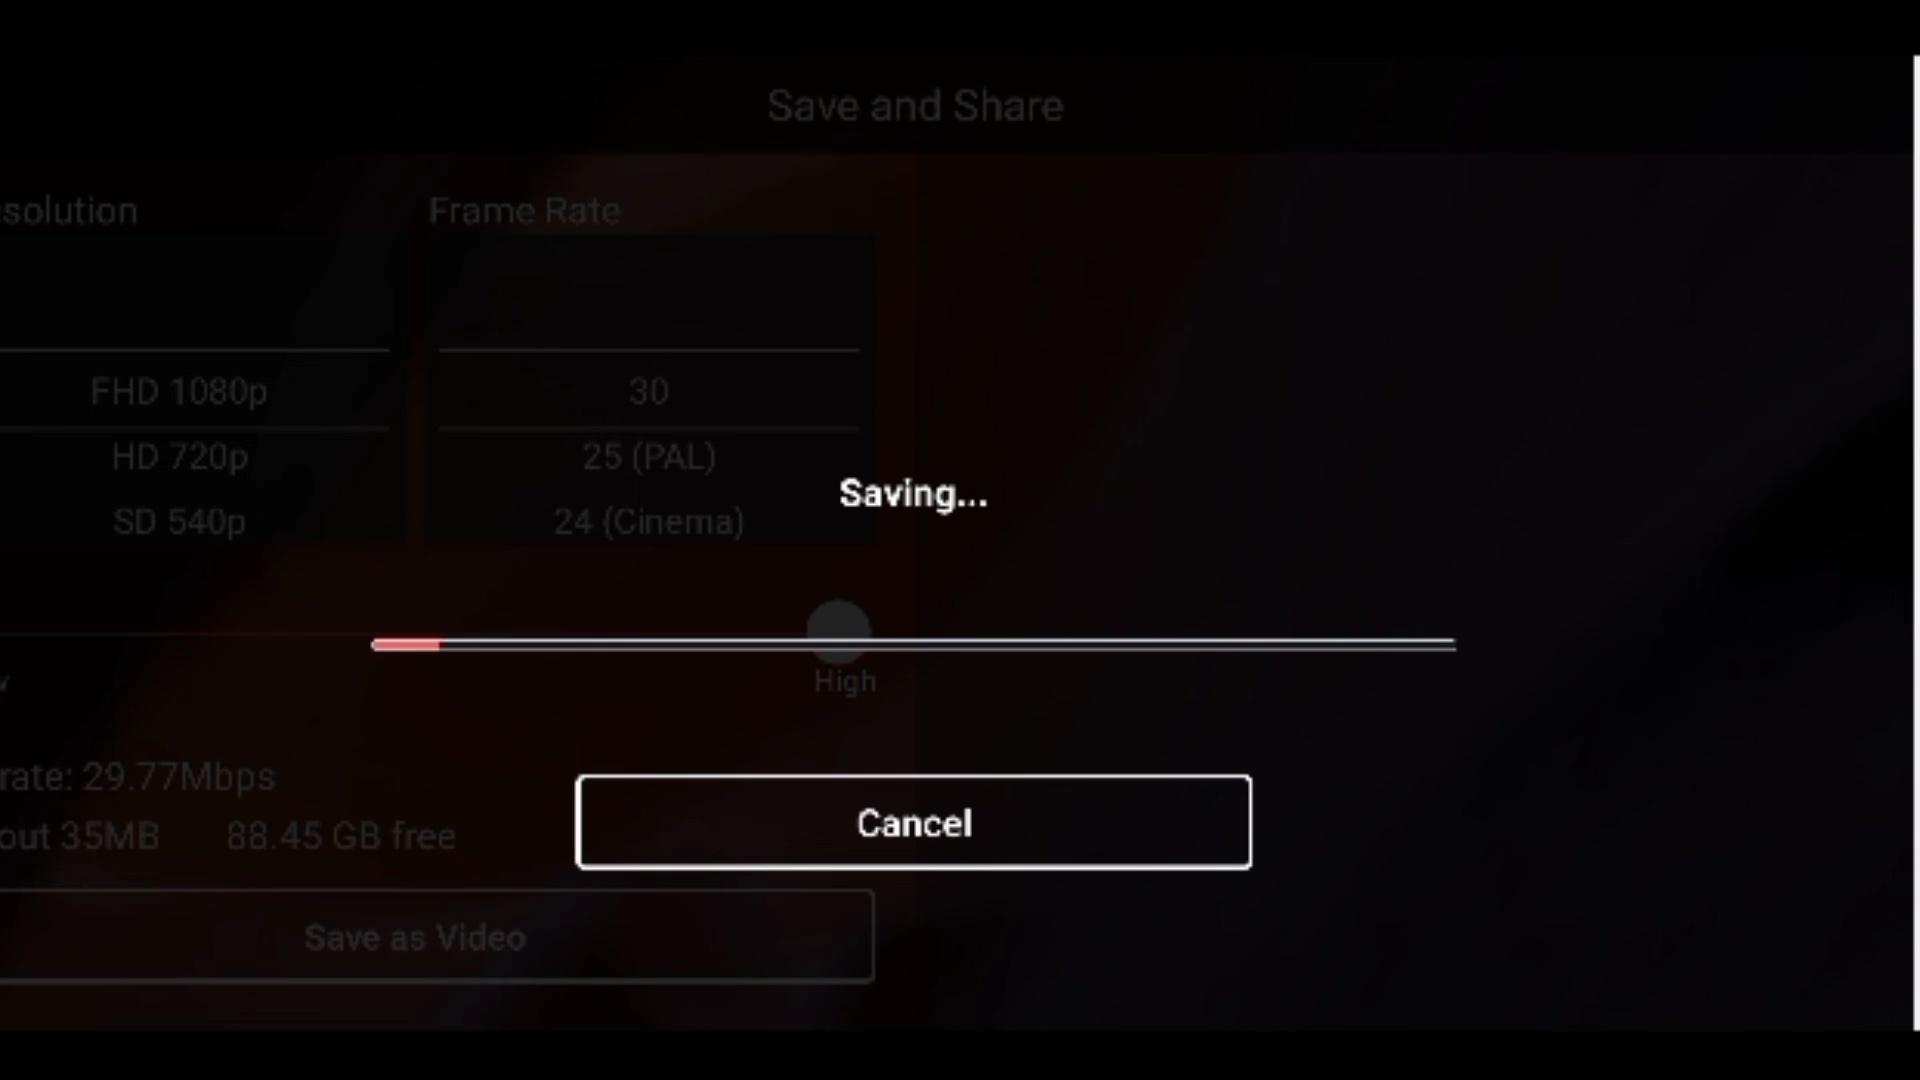 Save and Share
solution
Frame Rate
FHD 1080p
30
HD 720p
25 (PAL)
SD 540p
24 (Cinema)
Saving...
High
rate: 29.77Mbps
out 35MB 88.45 GB free
Cancel
Save as Video